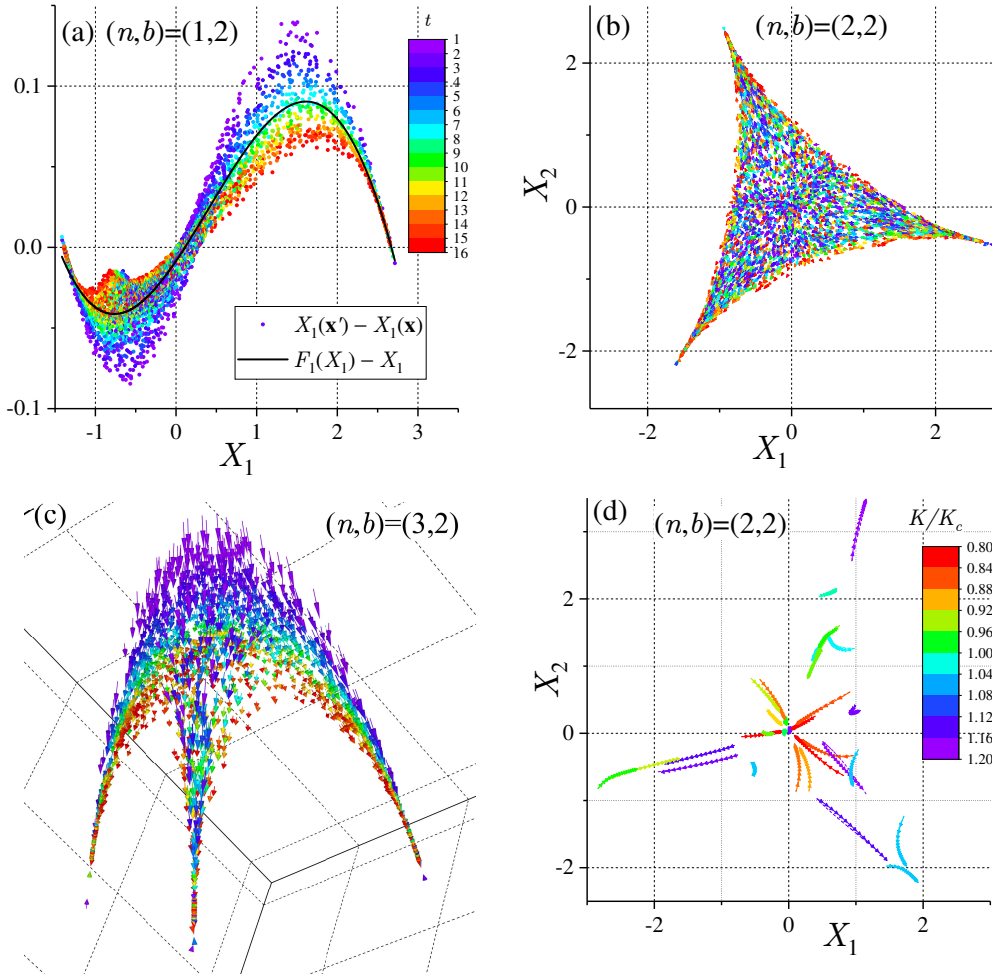 (a) (n,b)=(1,2)
t
1
2
3
4
5
6
7
8
9
10
11
12
13
14
15
16
0.1
0.0
-0.1
X₁(x′) − X₁(x)
F₁(X₁) − X₁
-1 0 1 2 3
X₁
(b) (n,b)=(2,2)
2
0
-2
X₂
-2 0 2
X₁
(c)
(n,b)=(3,2)
(d)
(n,b)=(2,2)
K/K_c
0.80
0.84
0.88
0.92
0.96
1.00
1.04
1.08
1.12
1.16
1.20
2
0
-2
X₂
-2 0 2
X₁